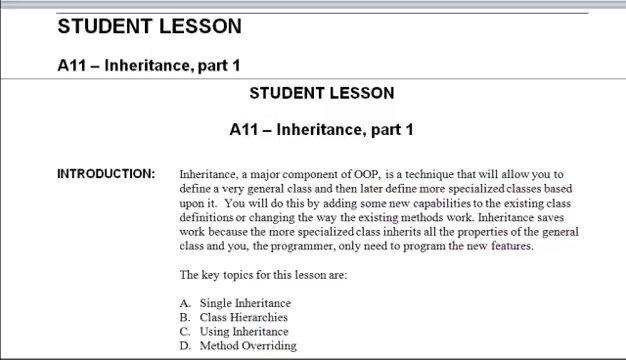 STUDENT LESSON
A11 – Inheritance, part 1
STUDENT LESSON
A11 – Inheritance, part 1
INTRODUCTION: Inheritance, a major component of OOP, is a technique that will allow you to
define a very general class and then later define more specialized classes based
upon it. You will do this by adding some new capabilities to the existing class
definitions or changing the way the existing methods work. Inheritance saves
work because the more specialized class inherits all the properties of the general
class and you, the programmer, only need to program the new features.
The key topics for this lesson are:
A. Single Inheritance
B. Class Hierarchies
C. Using Inheritance
D. Method Overriding